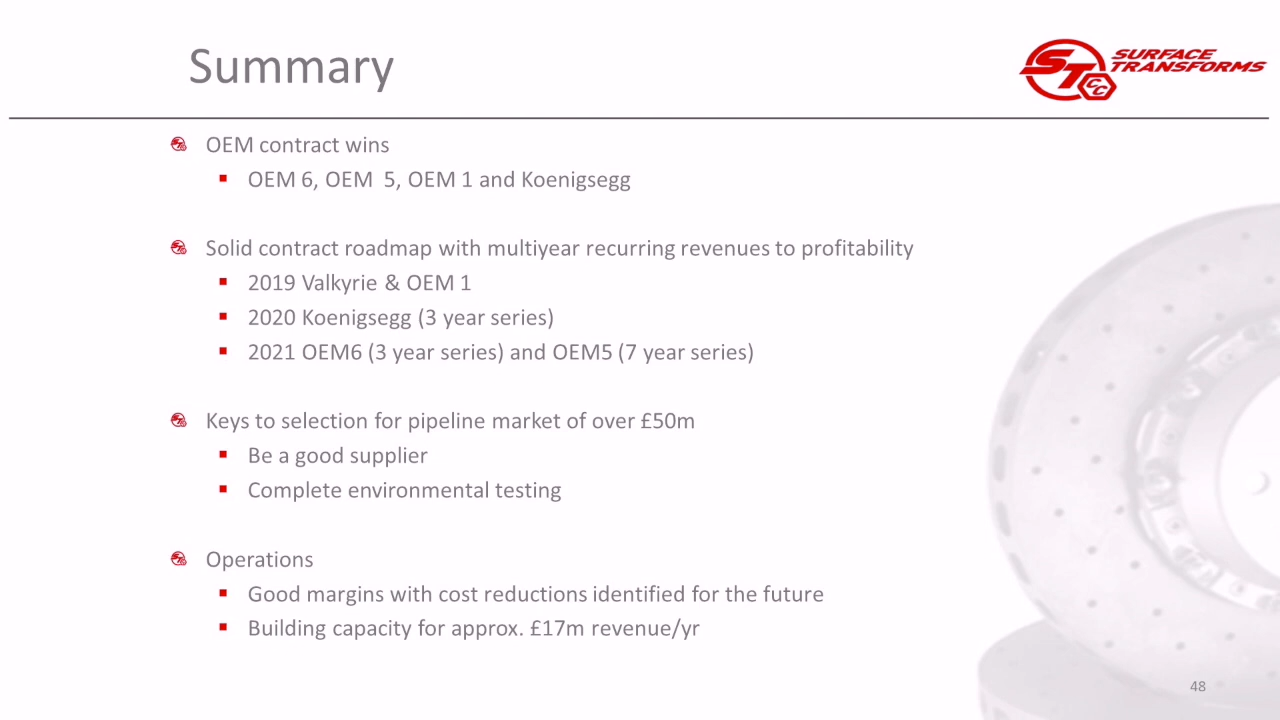 Summary
SURFACE
TRANSFORMS
ST
CC
OEM contract wins
OEM 6, OEM 5, OEM 1 and Koenigsegg
Solid contract roadmap with multiyear recurring revenues to profitability
2019 Valkyrie & OEM 1
2020 Koenigsegg (3 year series)
2021 OEM6 (3 year series) and OEM5 (7 year series)
Keys to selection for pipeline market of over £50m
Be a good supplier
Complete environmental testing
Operations
Good margins with cost reductions identified for the future
Building capacity for approx. £17m revenue/yr
48